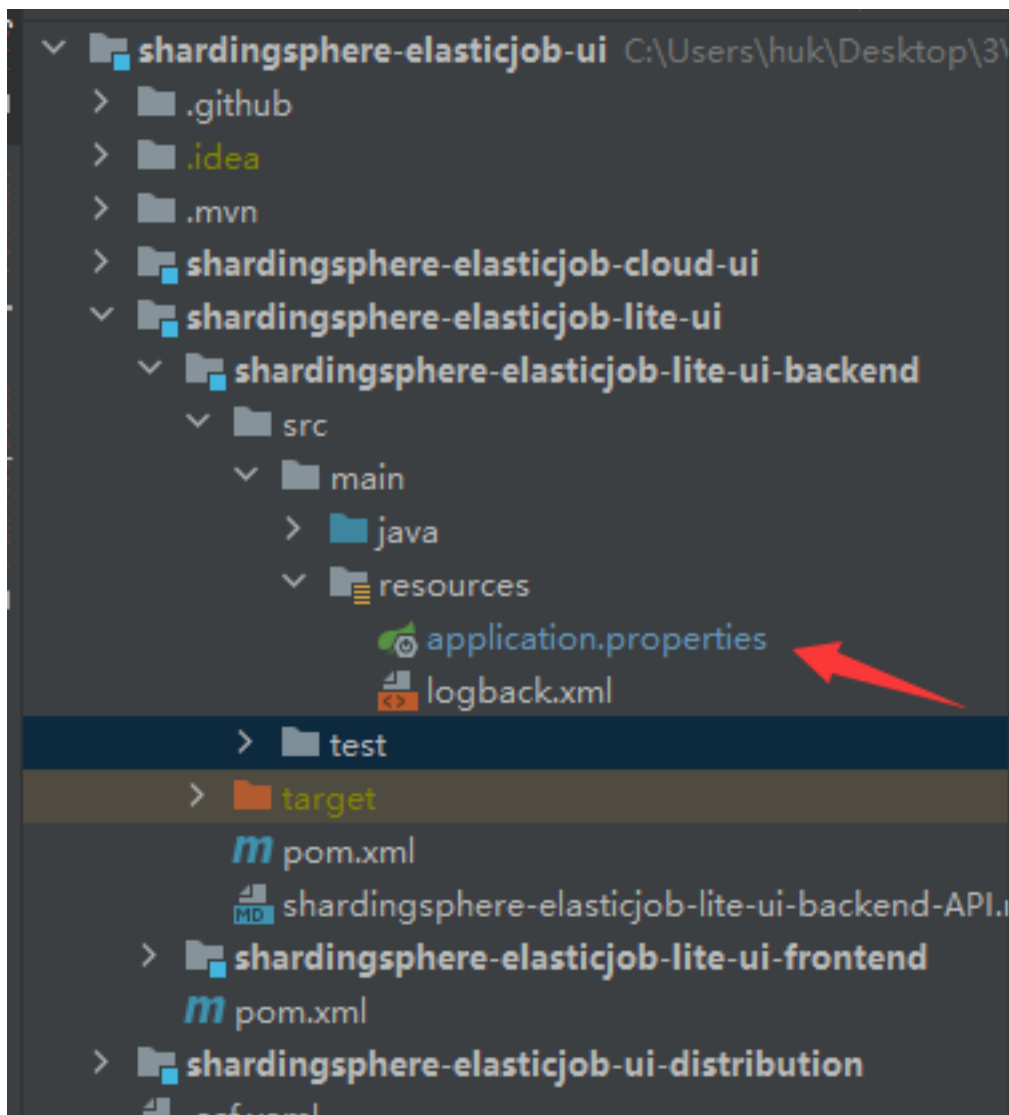 shardingsphere-elasticjob-ui C:\Users\huk\Desktop\3\
.github
.idea
.mvn
shardingsphere-elasticjob-cloud-ui
shardingsphere-elasticjob-lite-ui
shardingsphere-elasticjob-lite-ui-backend
src
main
java
resources
application.properties
logback.xml
test
target
m pom.xml
MD shardingsphere-elasticjob-lite-ui-backend-API.
shardingsphere-elasticjob-lite-ui-frontend
m pom.xml
shardingsphere-elasticjob-ui-distribution